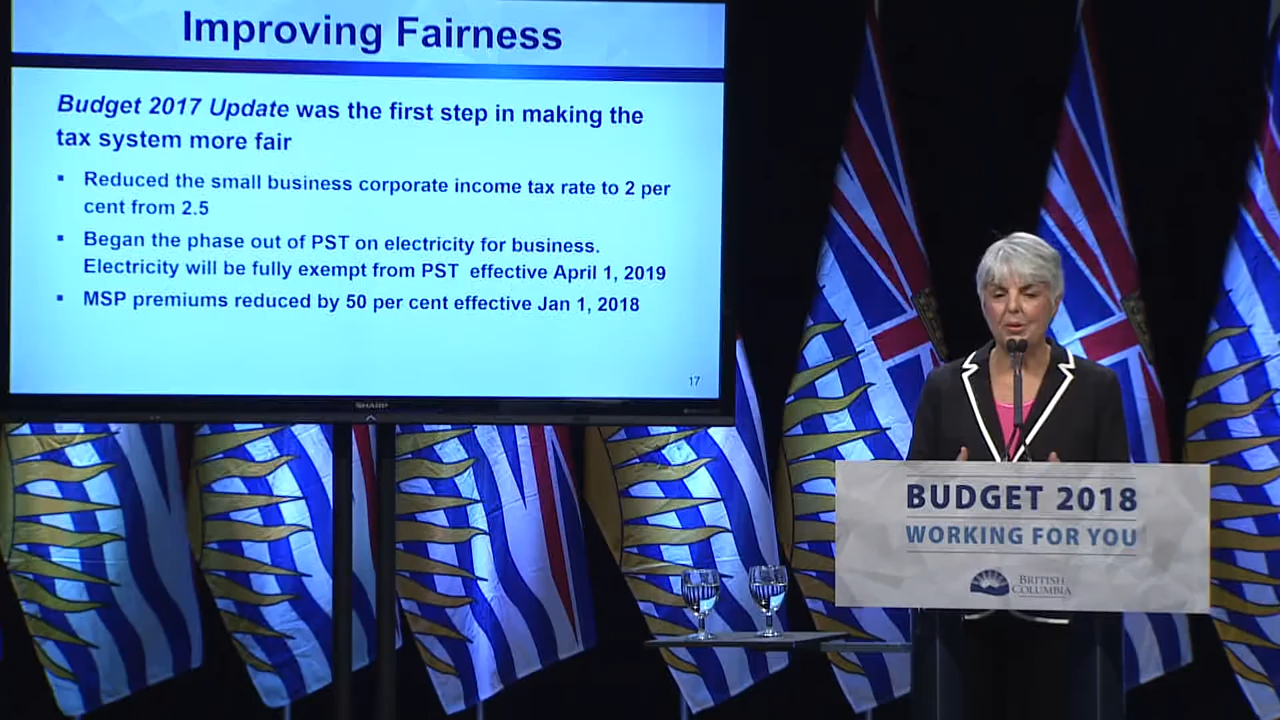 Improving Fairness
Budget 2017 Update was the first step in making the
tax system more fair
▪ Reduced the small business corporate income tax rate to 2 per
cent from 2.5
▪ Began the phase out of PST on electricity for business.
Electricity will be fully exempt from PST effective April 1, 2019
▪ MSP premiums reduced by 50 per cent effective Jan 1, 2018
17
SHARP
BUDGET 2018
WORKING FOR YOU
BRITISH
COLUMBIA